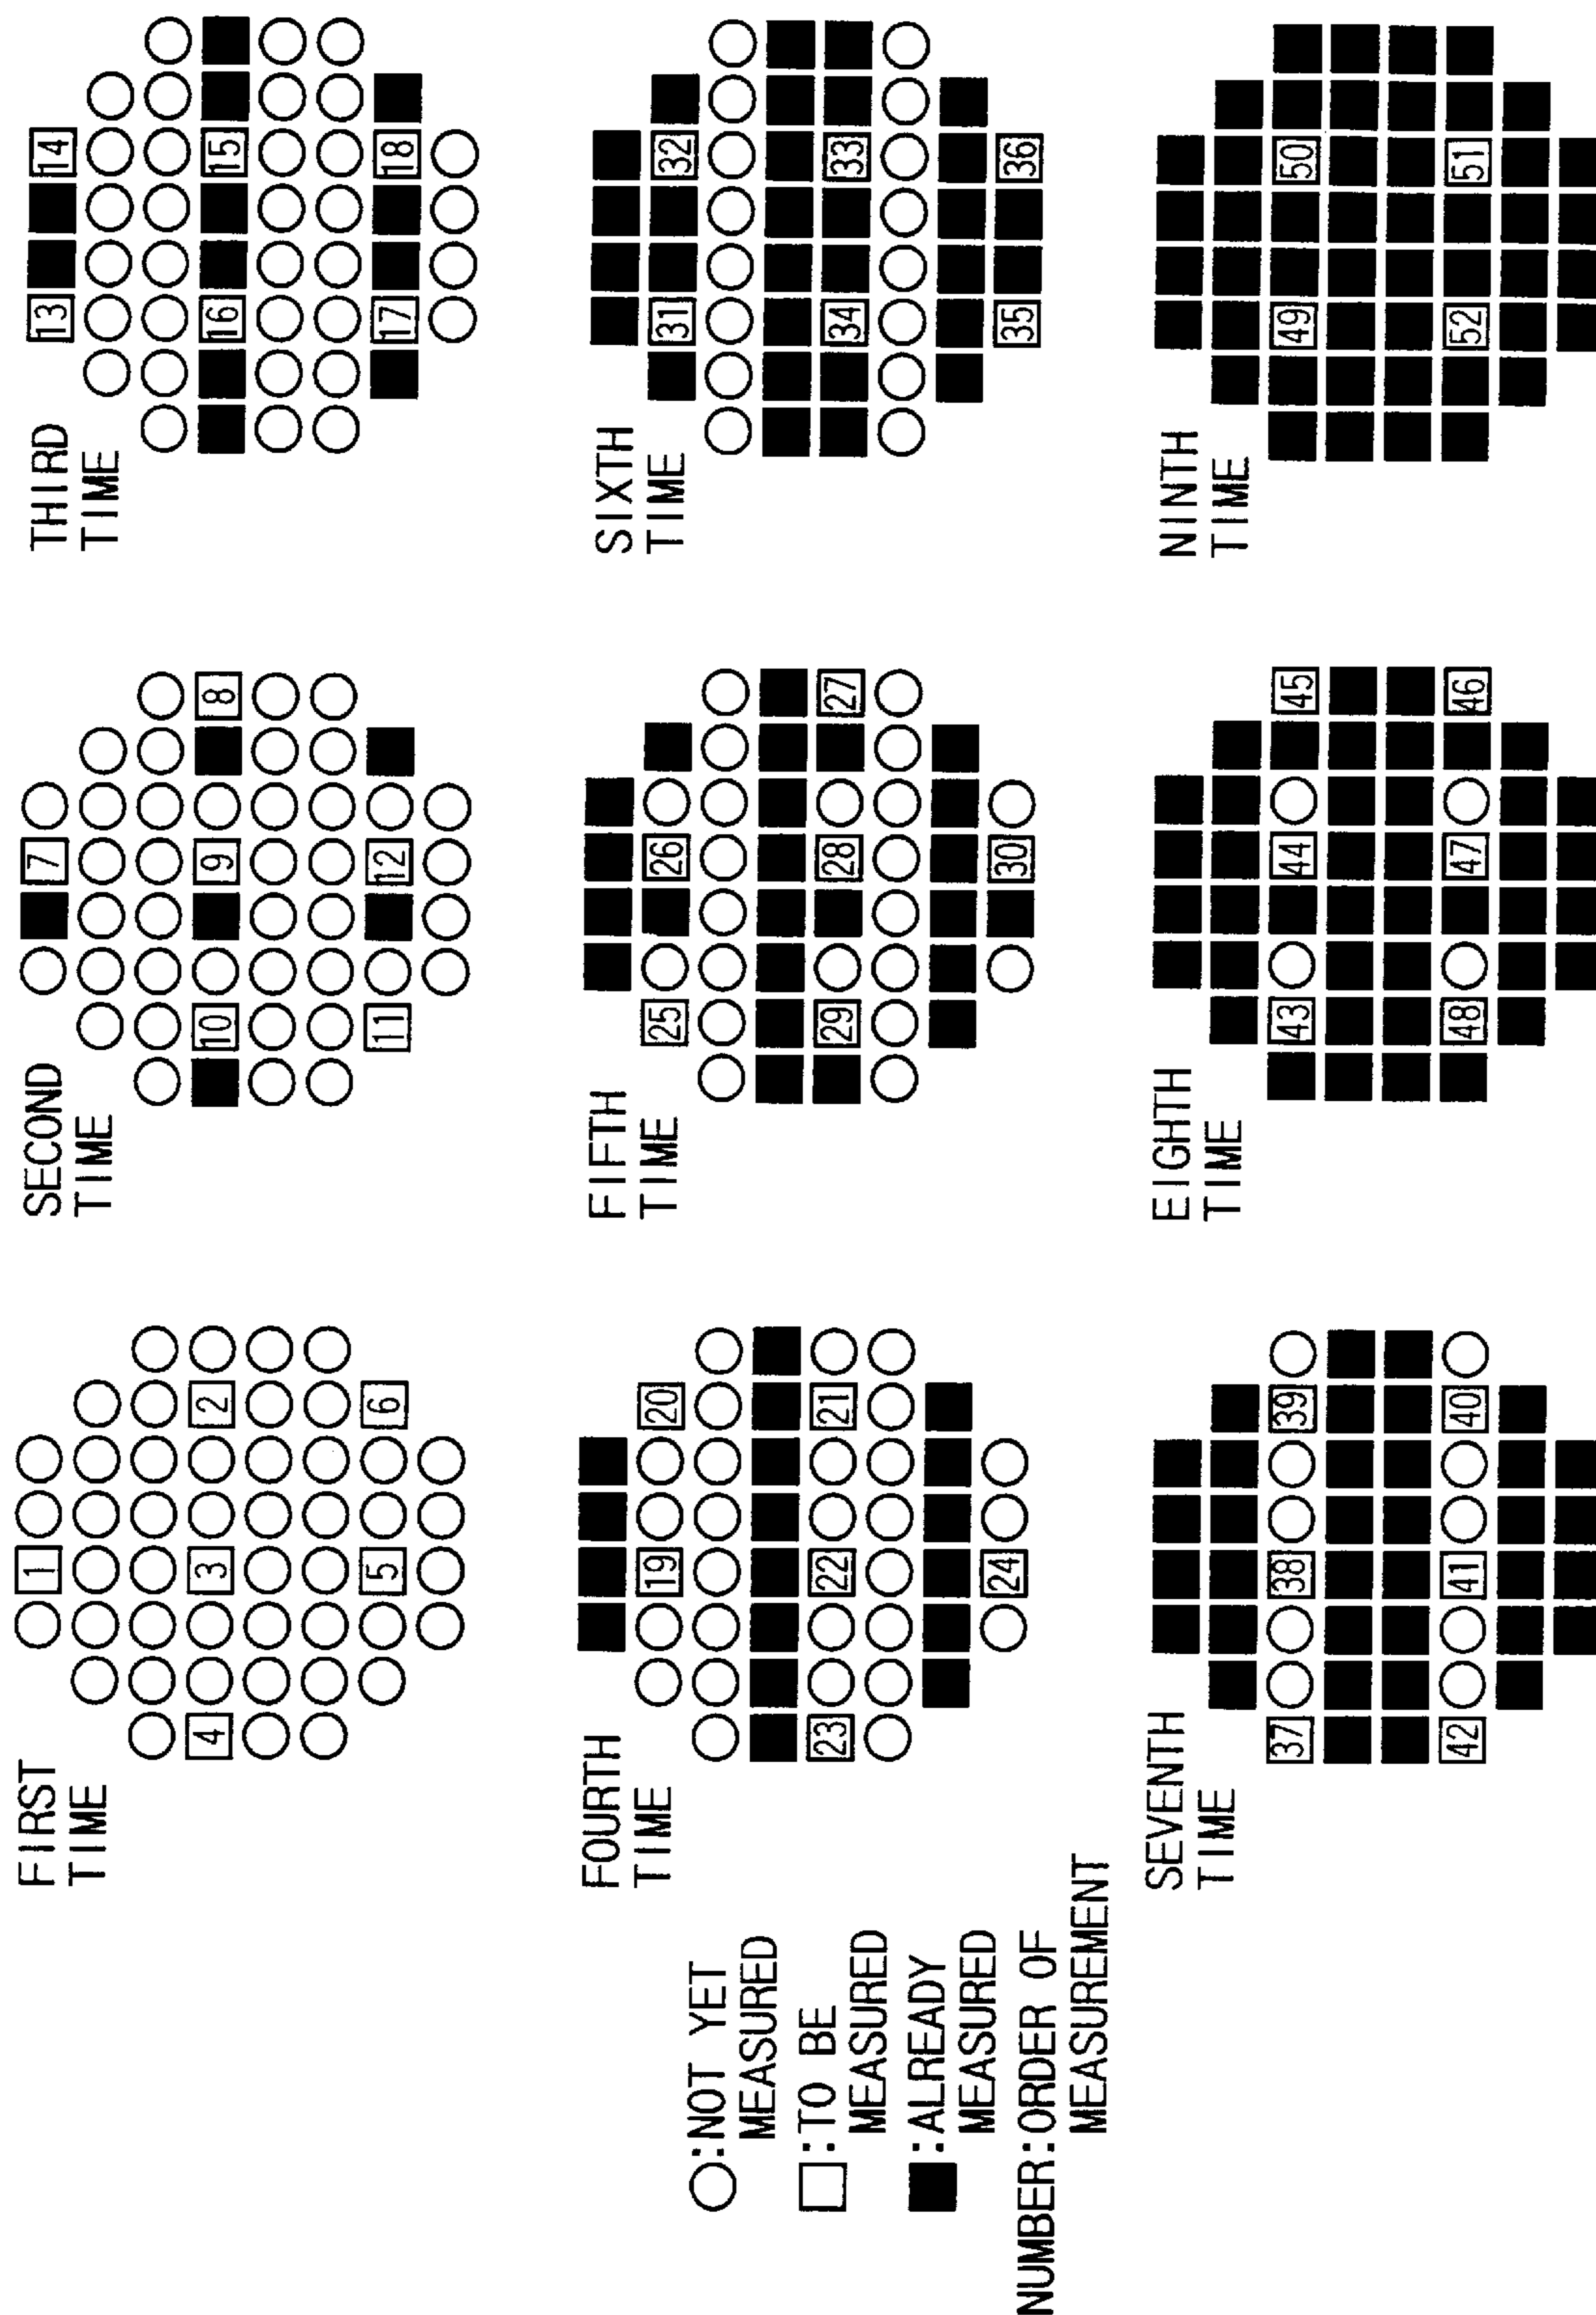 FIRST
TIME
1
4 3 2
5 6
SECOND
TIME
7
10 9 8
11 12
THIRD
TIME
13 14
16 15
17 18
FOURTH
TIME
19 20
23 22 21
24
FIFTH
TIME
25 26
29 28 27
30
SIXTH
TIME
31 32
34 33
35 36
:NOT YET
MEASURED
:TO BE
MEASURED
:ALREADY
MEASURED
NUMBER:ORDER OF
MEASUREMENT
SEVENTH
TIME
37 38 39
42 41 40
EIGHTH
TIME
43 44 45
48 47 46
NINTH
TIME
49 50
52 51